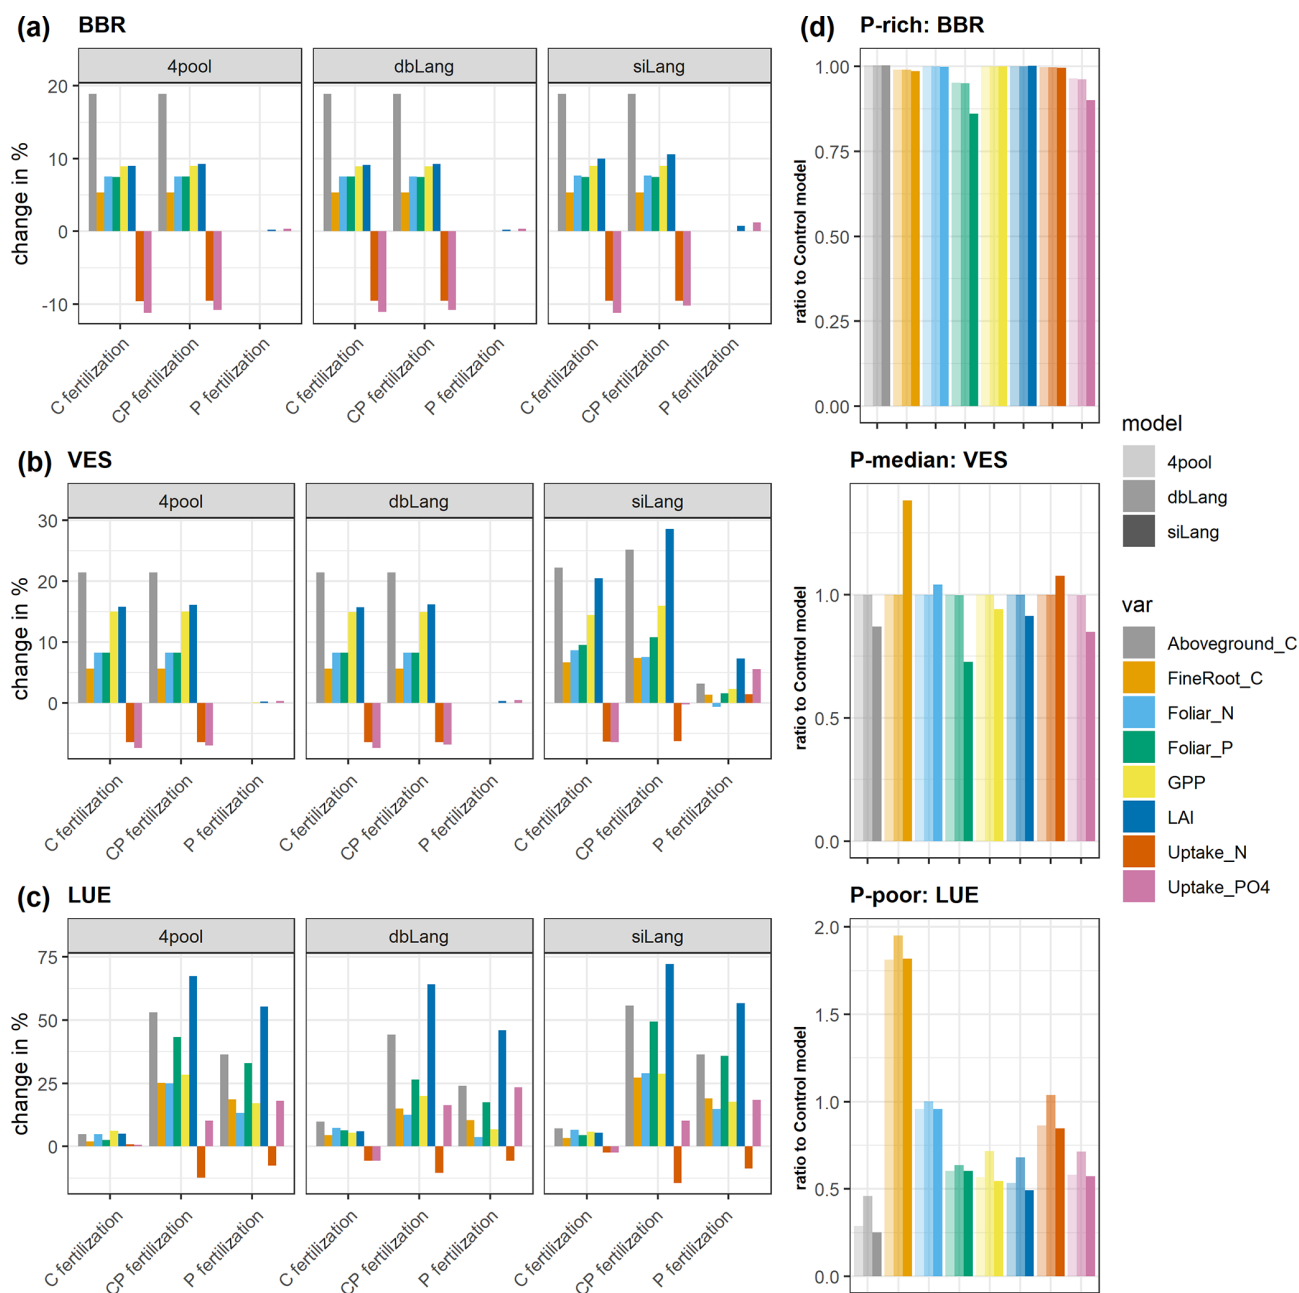 (a) BBR
4pool dbLang siLang
20
10
0
-10
change in %
C fertilization CP fertilization P fertilization C fertilization CP fertilization P fertilization C fertilization CP fertilization P fertilization
(b) VES
4pool dbLang siLang
30
20
10
0
change in %
C fertilization CP fertilization P fertilization C fertilization CP fertilization P fertilization C fertilization CP fertilization P fertilization
(c) LUE
4pool dbLang siLang
75
50
25
0
change in %
C fertilization CP fertilization P fertilization C fertilization CP fertilization P fertilization C fertilization CP fertilization P fertilization
(d) P-rich: BBR
1.00
0.75
0.50
0.25
0.00
ratio to Control model
P-median: VES
1.0
0.5
0.0
ratio to Control model
P-poor: LUE
2.0
1.5
1.0
0.5
0.0
ratio to Control model
model
4pool
dbLang
siLang
var
Aboveground_C
FineRoot_C
Foliar_N
Foliar_P
GPP
LAI
Uptake_N
Uptake_PO4